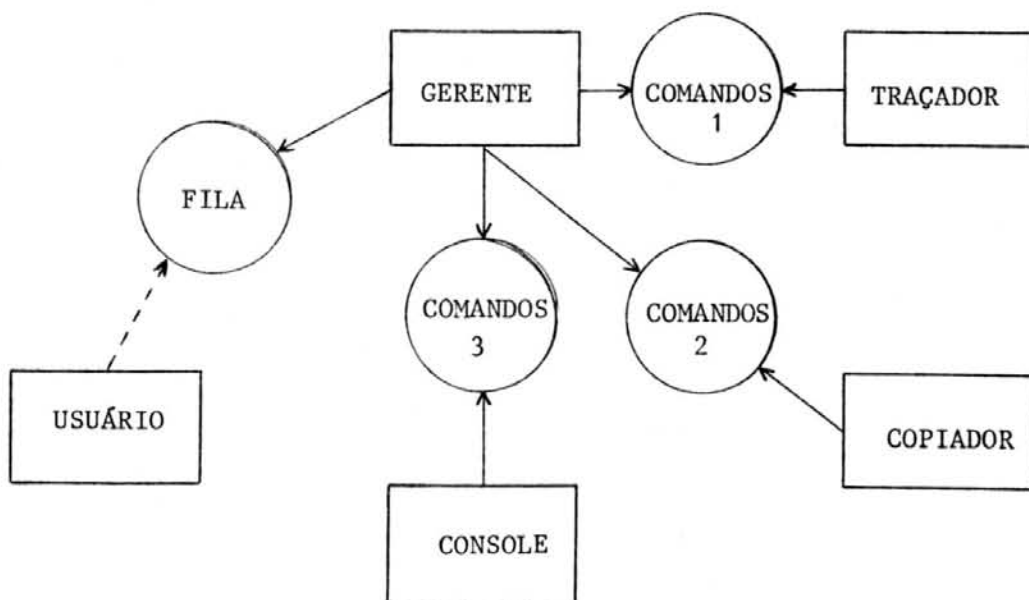 GERENTE
COMANDOS
1
TRAÇADOR
FILA
COMANDOS
3
COMANDOS
2
USUÁRIO
COPIADOR
CONSOLE